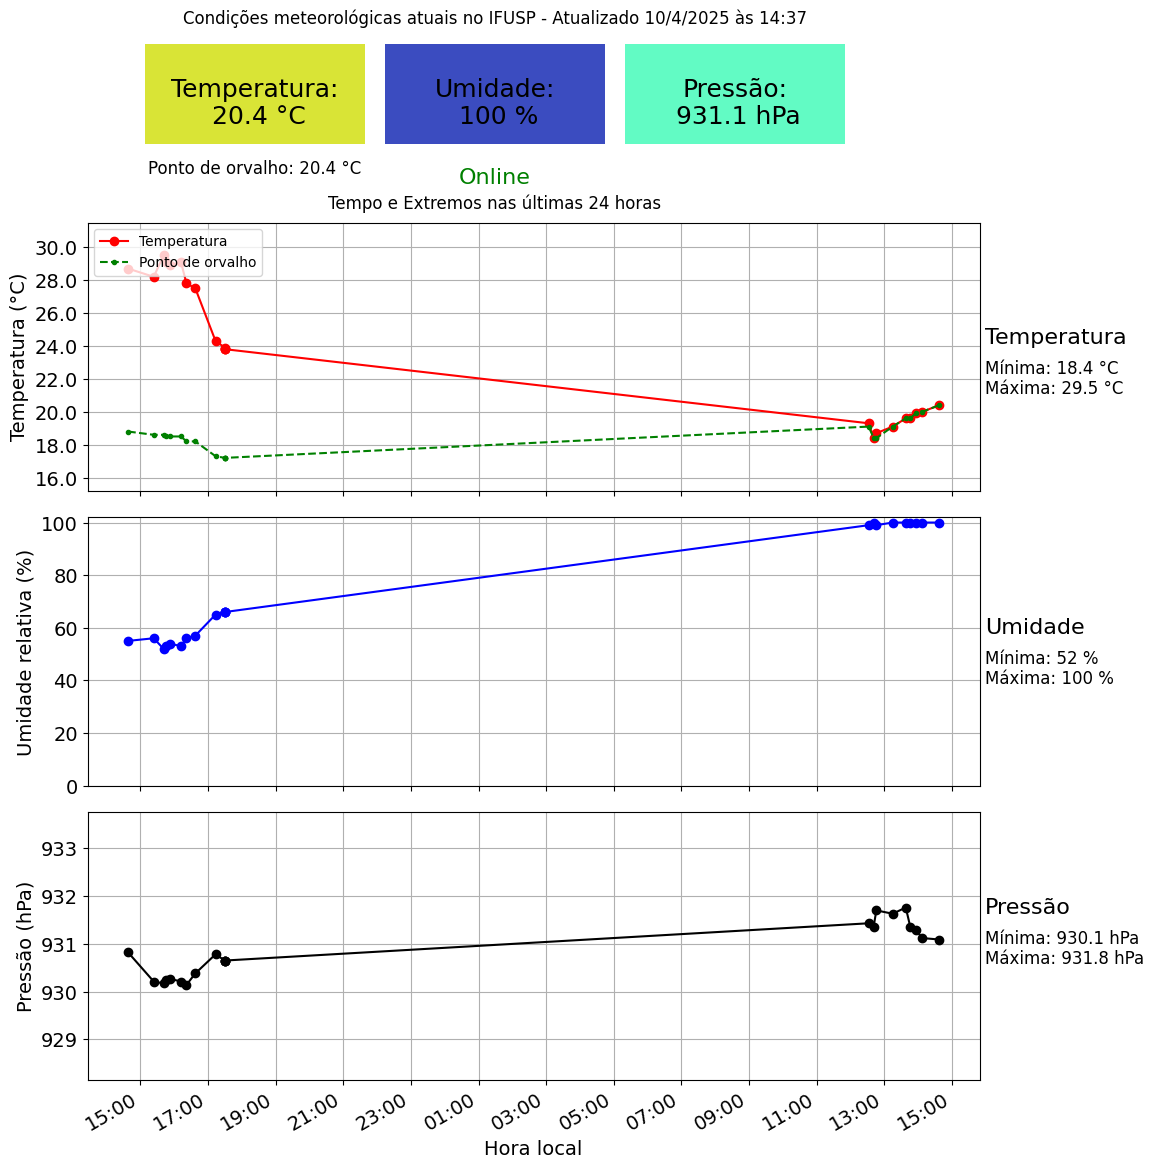 Condições meteorológicas atuais no IFUSP - Atualizado 10/4/2025 às 14:37
Temperatura:
20.4 °C
Umidade:
100 %
Pressão:
931.1 hPa
Ponto de orvalho: 20.4 °C
Online
Tempo e Extremos nas últimas 24 horas
Temperatura
Ponto de orvalho
Temperatura (°C)
30.0
28.0
26.0
24.0
22.0
20.0
18.0
16.0
Temperatura
Mínima: 18.4 °C
Máxima: 29.5 °C
Umidade relativa (%)
100
80
60
40
20
0
Umidade
Mínima: 52 %
Máxima: 100 %
Pressão (hPa)
933
932
931
930
929
Pressão
Mínima: 930.1 hPa
Máxima: 931.8 hPa
15:00 17:00 19:00 21:00 23:00 01:00 03:00 05:00 07:00 09:00 11:00 13:00 15:00
Hora local